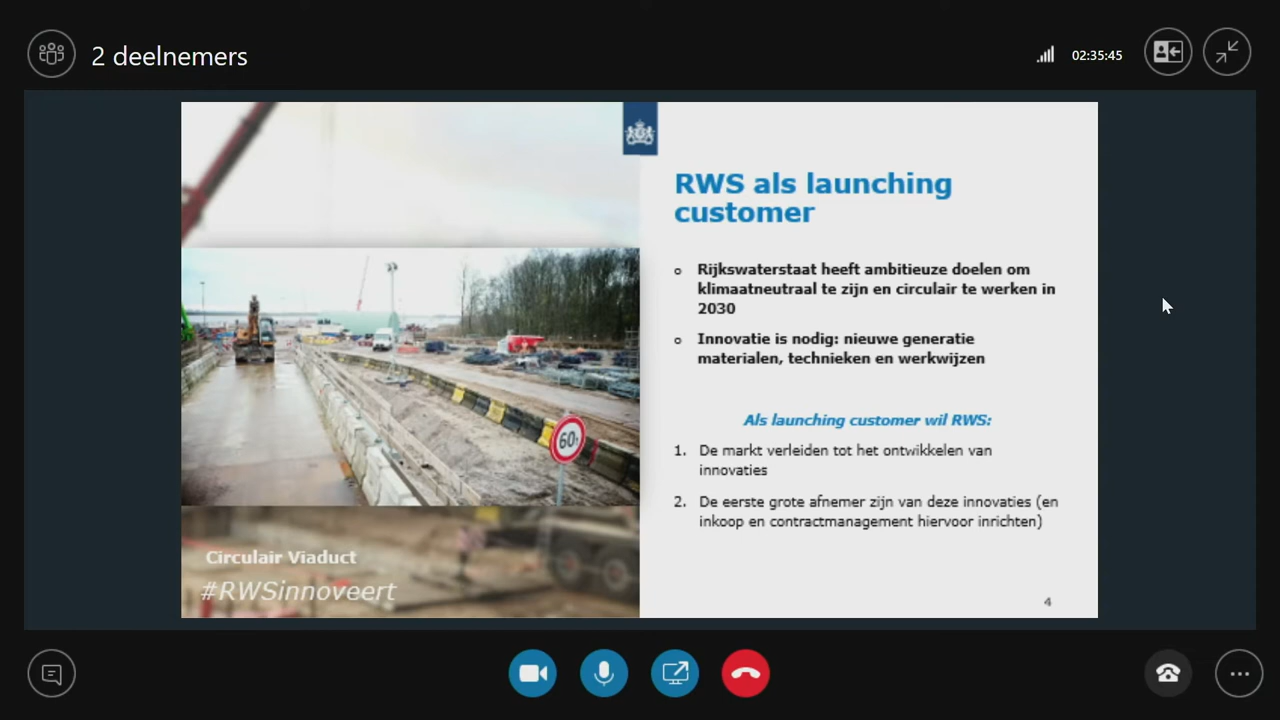 2 deelnemers
02:35:45
RWS als launching
customer
Rijkswaterstaat heeft ambitieuze doelen om
klimaatneutraal te zijn en circulair te werken in
2030
Innovatie is nodig: nieuwe generatie
materialen, technieken en werkwijzen
Als launching customer wil RWS:
1. De markt verleiden tot het ontwikkelen van
innovaties
2. De eerste grote afnemer zijn van deze innovaties (en
inkoop en contractmanagement hiervoor inrichten)
60
Circulair Viaduct
#RWSinnoveert
4